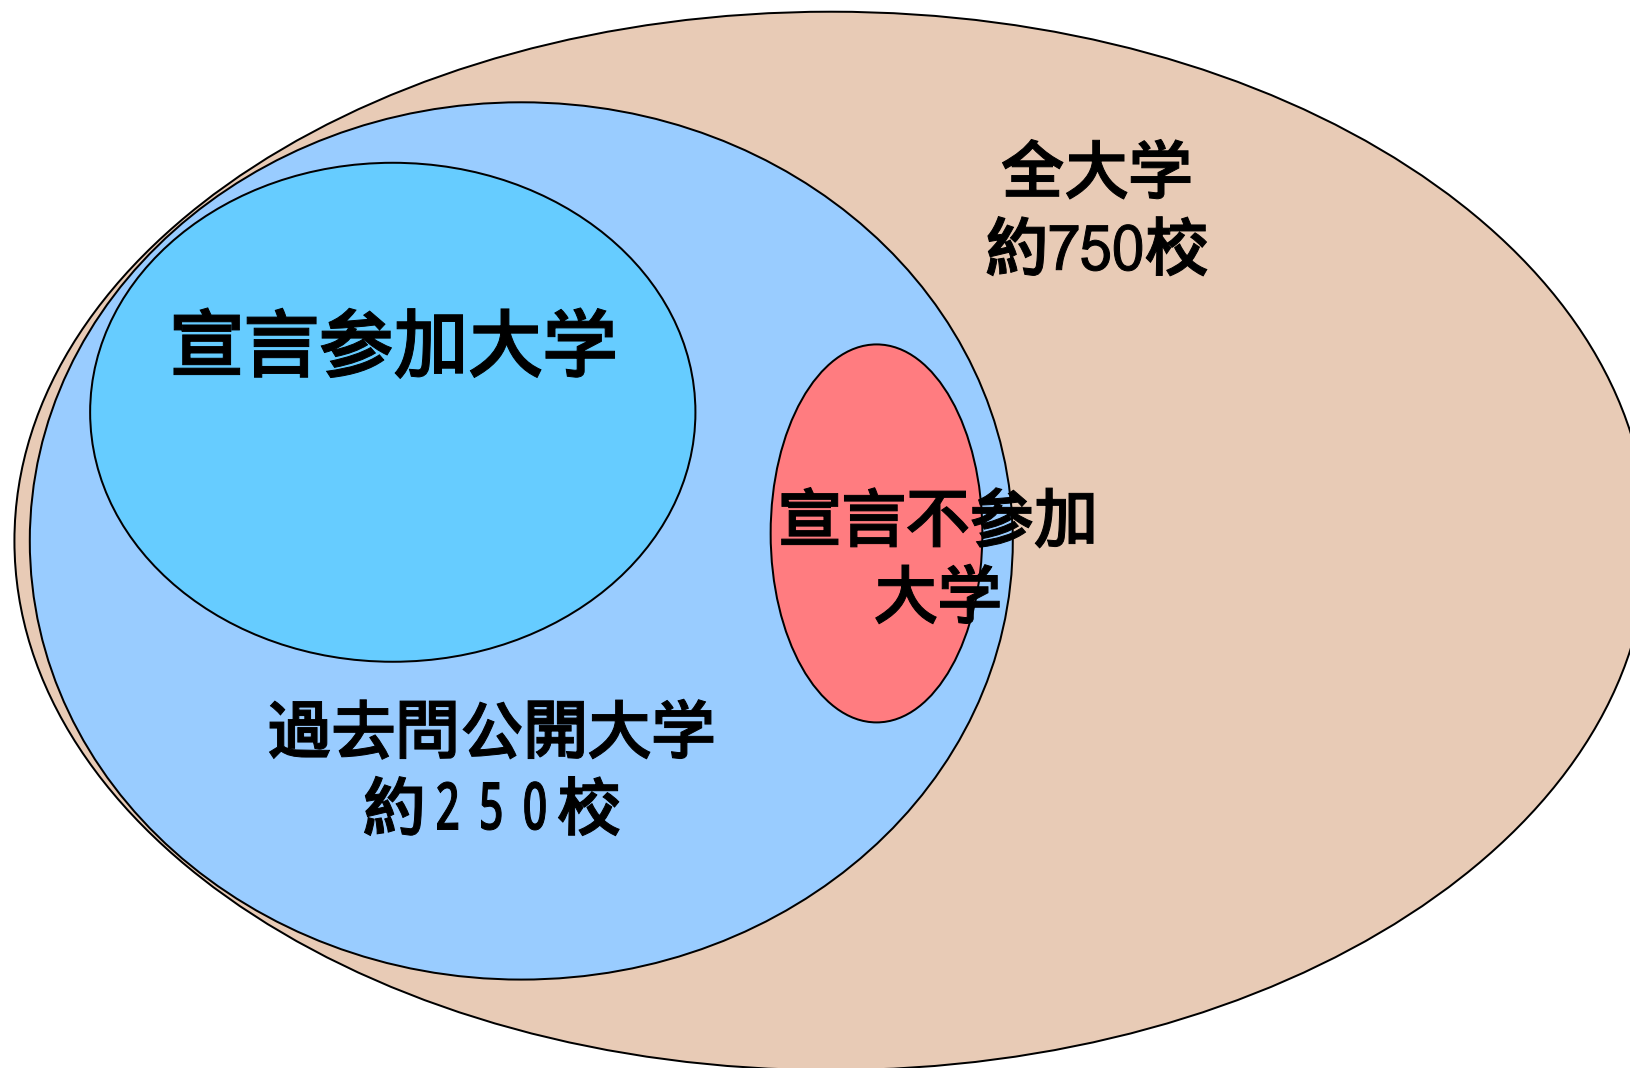 全大学
約750校
宣言参加大学
宣言不参加
大学
過去問公開大学
約２５０校